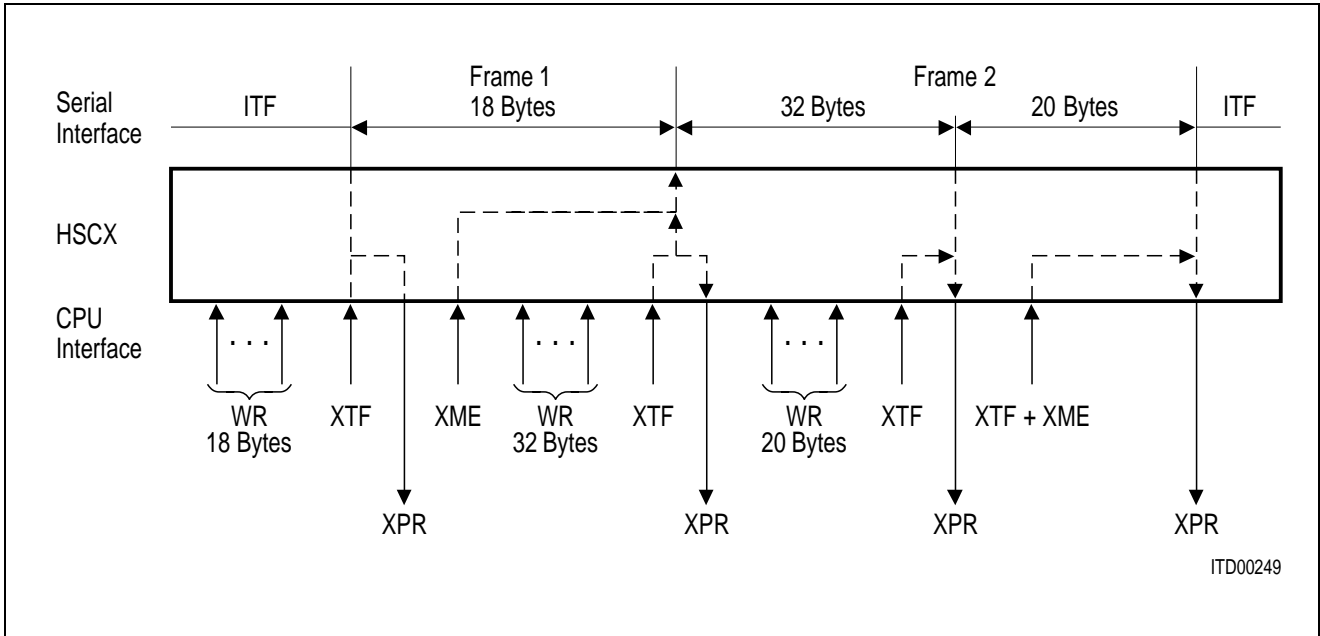 Serial
Interface
ITF
Frame 1
18 Bytes
Frame 2
32 Bytes
20 Bytes
ITF
HSCX
CPU
Interface
. . .
WR
18 Bytes
XTF
XME
. . .
WR
32 Bytes
XTF
. . .
WR
20 Bytes
XTF
XTF + XME
XPR
XPR
XPR
XPR
ITD00249